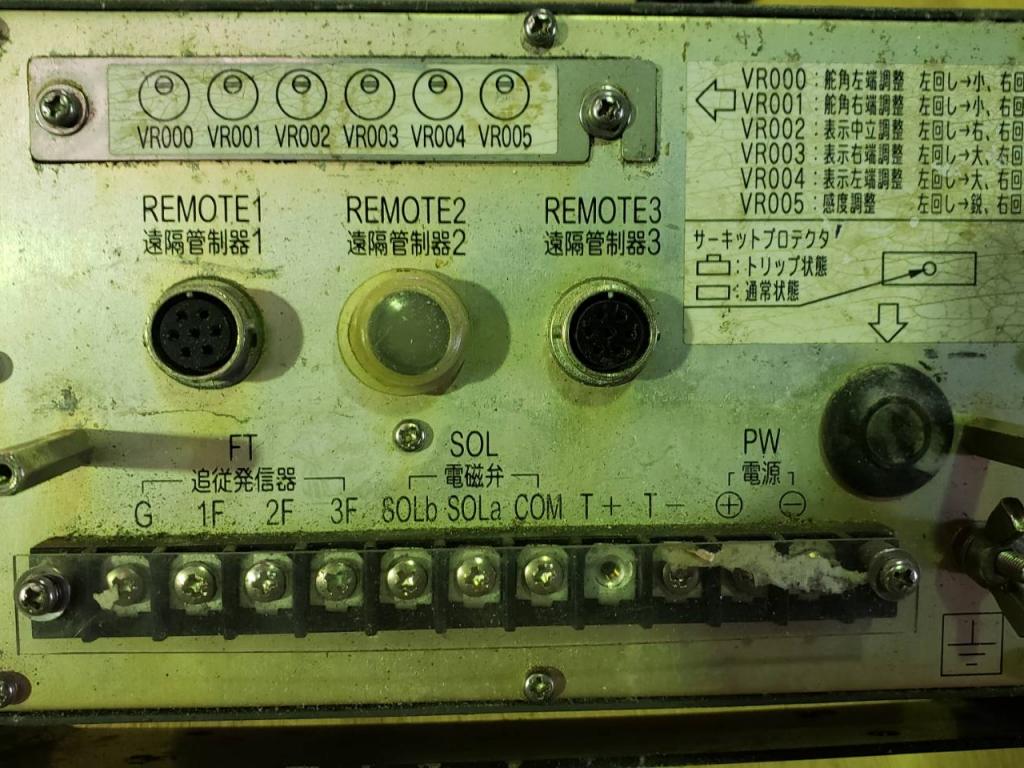 VR000 VR001 VR002 VR003 VR004 VR005
VR000：舵角左端調整 左回し→小、右回
VR001：舵角右端調整 左回し→小、右回
VR002：表示中立調整 左回し→右、右回
VR003：表示右端調整 左回し→大、右回
VR004：表示左端調整 左回し→大、右回
VR005：感度調整 左回し→鋭、右回
サーキットプロテクタ
：トリップ状態
：通常状態
REMOTE1 REMOTE2 REMOTE3
遠隔管制器1 遠隔管制器2 遠隔管制器3
FT SOL PW
追従発信器 電磁弁 電源
G 1F 2F 3F SOLb SOLa COM T+ T- ⊕ ⊖